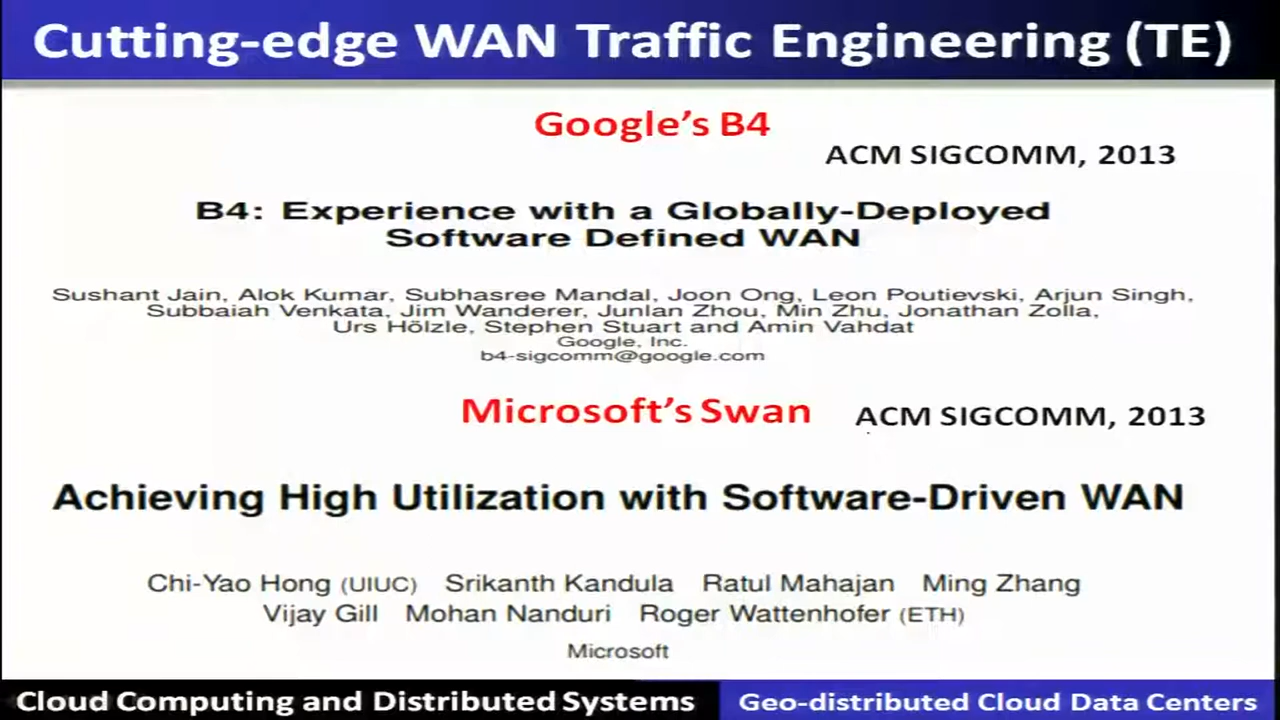 Cutting-edge WAN Traffic Engineering (TE)
Google's B4
ACM SIGCOMM, 2013
B4: Experience with a Globally-Deployed
Software Defined WAN
Sushant Jain, Alok Kumar, Subhasree Mandal, Joon Ong, Leon Poutievski, Arjun Singh,
Subbaiah Venkata, Jim Wanderer, Junlan Zhou, Min Zhu, Jonathan Zolla,
Urs Hölzle, Stephen Stuart and Amin Vahdat
Google, Inc.
b4-sigcomm@google.com
Microsoft's Swan
ACM SIGCOMM, 2013
Achieving High Utilization with Software-Driven WAN
Chi-Yao Hong (UIUC) Srikanth Kandula Ratul Mahajan Ming Zhang
Vijay Gill Mohan Nanduri Roger Wattenhofer (ETH)
Microsoft
Cloud Computing and Distributed Systems
Geo-distributed Cloud Data Centers